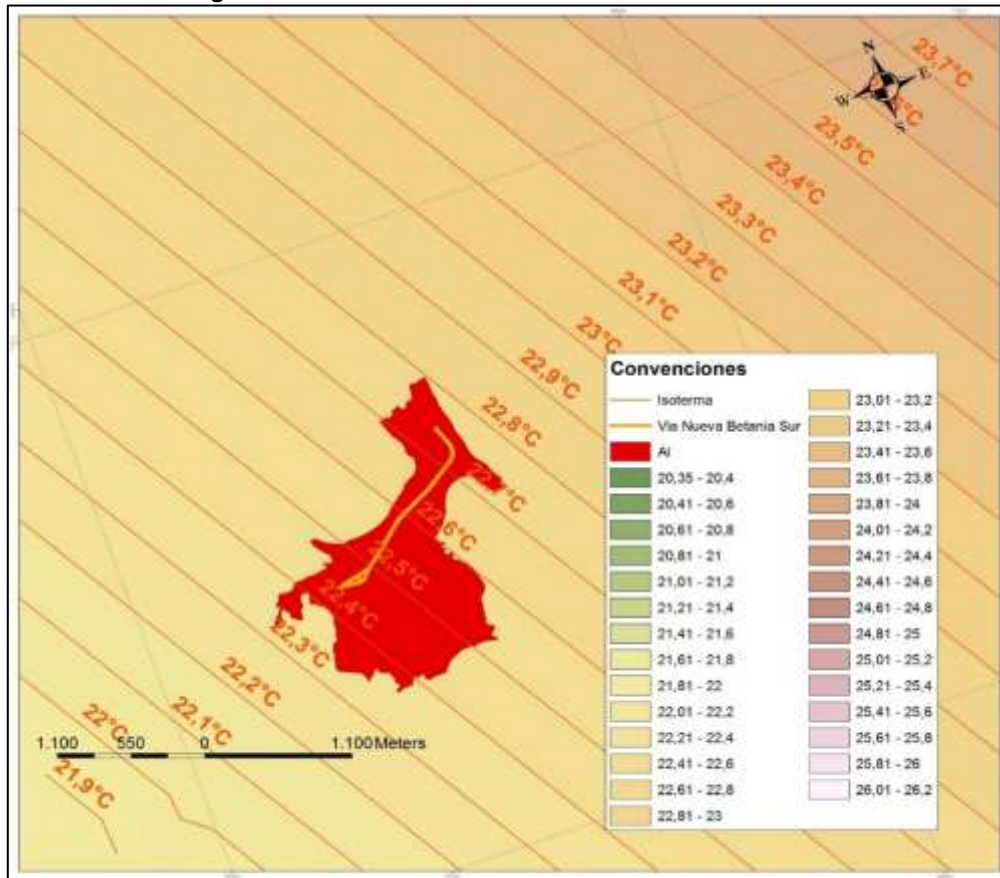 N
E
W
S
23,7°C
23,5°C
23,4°C
23,3°C
23,2°C
23,1°C
23°C
22,9°C
22,8°C
22,7°C
22,6°C
22,5°C
22,4°C
22,3°C
22,2°C
22,1°C
22°C
21,9°C
1.100 550 0 1.100 Meters
Convenciones
Isoterma
Via Nueva Betania Sur
AI
20,35 - 20,4
20,41 - 20,6
20,61 - 20,8
20,81 - 21
21,01 - 21,2
21,21 - 21,4
21,41 - 21,6
21,61 - 21,8
21,81 - 22
22,01 - 22,2
22,21 - 22,4
22,41 - 22,6
22,61 - 22,8
22,81 - 23
23,01 - 23,2
23,21 - 23,4
23,41 - 23,6
23,61 - 23,8
23,81 - 24
24,01 - 24,2
24,21 - 24,4
24,41 - 24,6
24,61 - 24,8
24,81 - 25
25,01 - 25,2
25,21 - 25,4
25,41 - 25,6
25,61 - 25,8
25,81 - 26
26,01 - 26,2